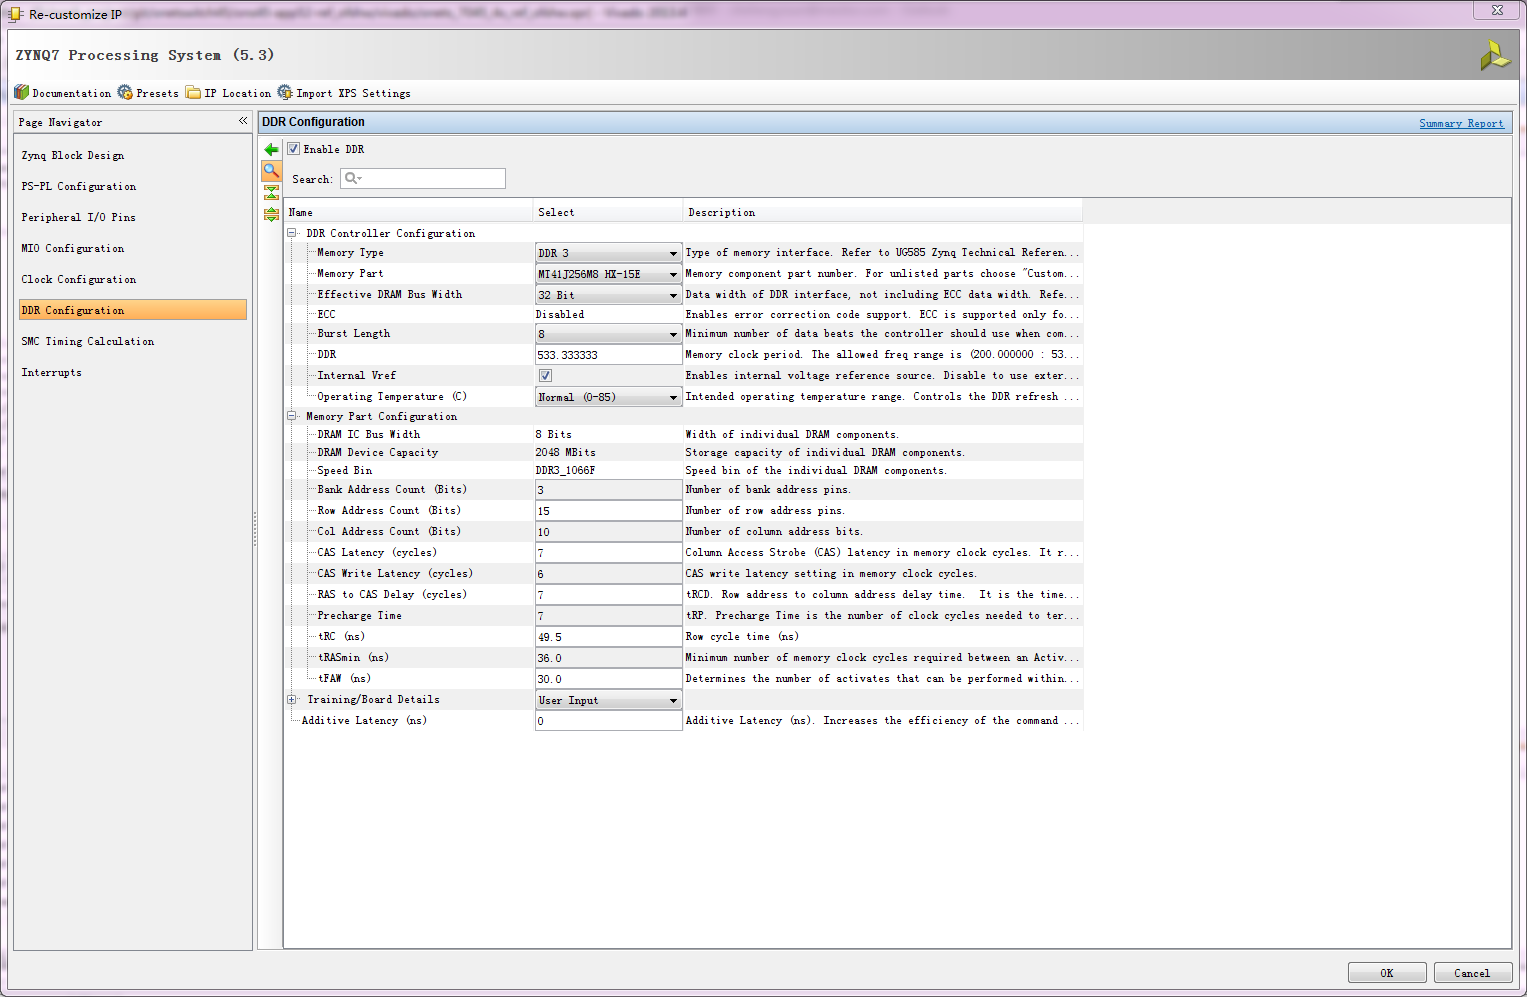 Re-customize IP
ZYNQ7 Processing System (5.3)
Documentation Presets IP Location Import XPS Settings
Page Navigator
Zynq Block Design
PS-PL Configuration
Peripheral I/O Pins
MIO Configuration
Clock Configuration
DDR Configuration
SMC Timing Calculation
Interrupts
DDR Configuration Summary Report
Enable DDR
Search:
Name Select Description
DDR Controller Configuration
Memory Type DDR 3 Type of memory interface. Refer to UG585 Zynq Technical Referen...
Memory Part MT41J256M8 HX-15E Memory component part number. For unlisted parts choose "Custom...
Effective DRAM Bus Width 32 Bit Data width of DDR interface, not including ECC data width. Refe...
ECC Disabled Enables error correction code support. ECC is supported only fo...
Burst Length 8 Minimum number of data beats the controller should use when com...
DDR 533.333333 Memory clock period. The allowed freq range is (200.000000 : 53...
Internal Vref Enables internal voltage reference source. Disable to use exter...
Operating Temperature (C) Normal (0-85) Intended operating temperature range. Controls the DDR refresh ...
Memory Part Configuration
DRAM IC Bus Width 8 Bits Width of individual DRAM components.
DRAM Device Capacity 2048 MBits Storage capacity of individual DRAM components.
Speed Bin DDR3_1066F Speed bin of the individual DRAM components.
Bank Address Count (Bits) 3 Number of bank address pins.
Row Address Count (Bits) 15 Number of row address pins.
Col Address Count (Bits) 10 Number of column address bits.
CAS Latency (cycles) 7 Column Access Strobe (CAS) latency in memory clock cycles. It r...
CAS Write Latency (cycles) 6 CAS write latency setting in memory clock cycles.
RAS to CAS Delay (cycles) 7 tRCD. Row address to column address delay time. It is the time...
Precharge Time 7 tRP. Precharge Time is the number of clock cycles needed to ter...
tRC (ns) 49.5 Row cycle time (ns)
tRASmin (ns) 36.0 Minimum number of memory clock cycles required between an Activ...
tFAW (ns) 30.0 Determines the number of activates that can be performed within...
Training/Board Details User Input
Additive Latency (ns) 0 Additive Latency (ns). Increases the efficiency of the command ...
OK Cancel